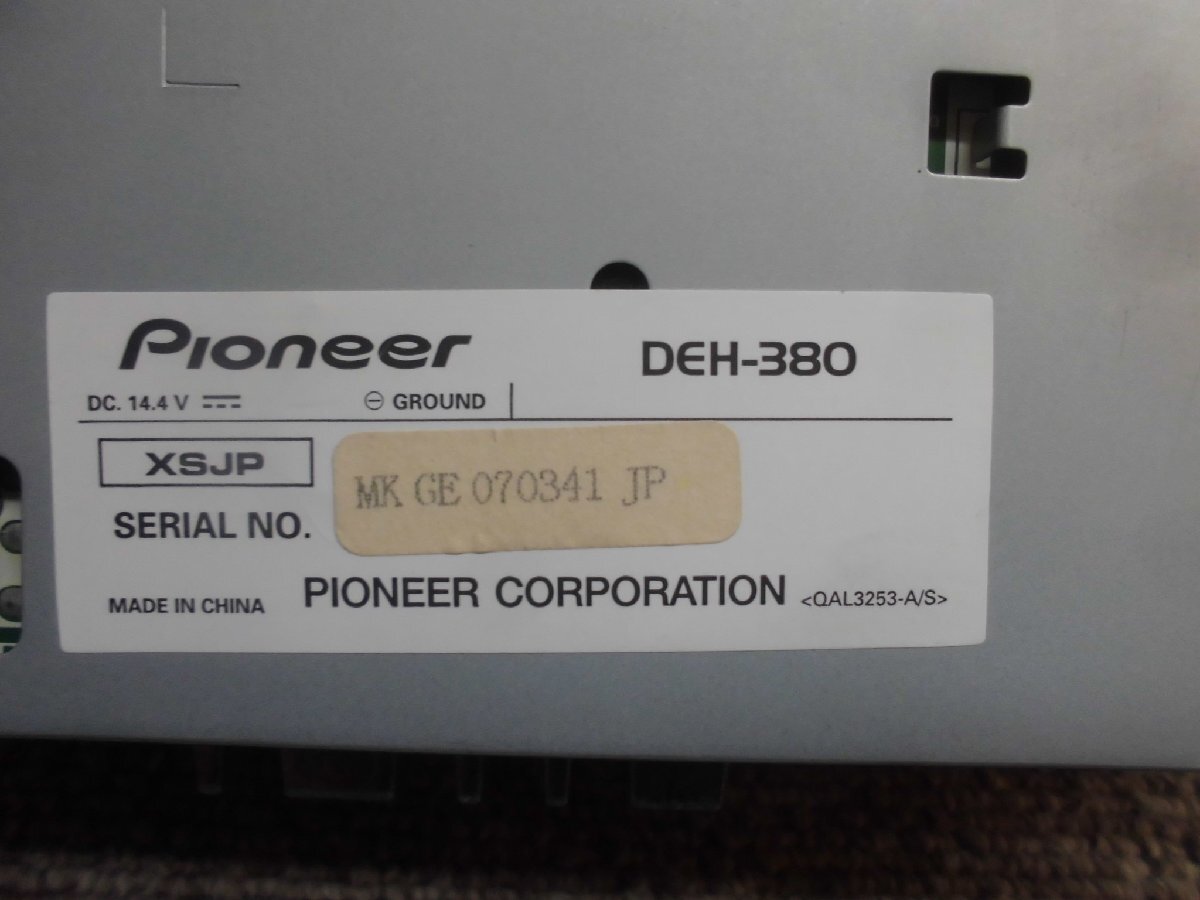 Pioneer DEH-380
DC. 14.4 V ⎓ ⊖ GROUND
XSJP
SERIAL NO. MK GE 070341 JP
MADE IN CHINA PIONEER CORPORATION <QAL3253-A/S>